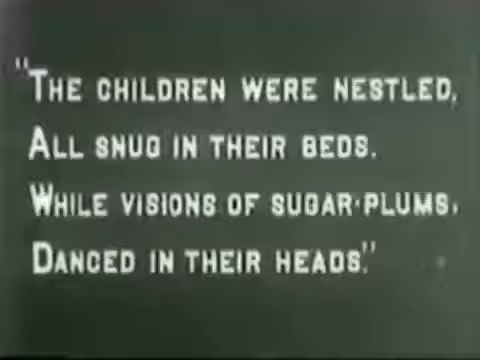 "The children were nestled,
All snug in their beds.
While visions of sugar-plums,
Danced in their heads."